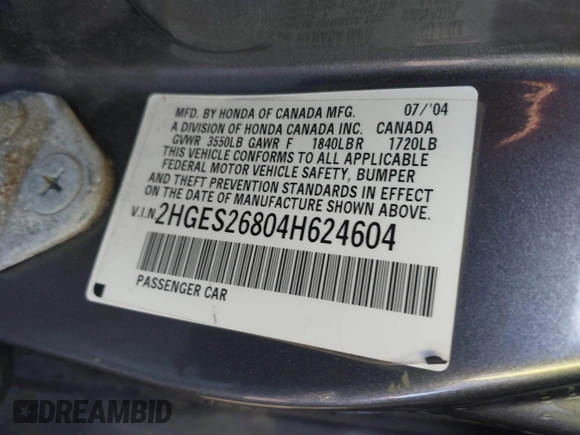 MFD. BY HONDA OF CANADA MFG. 07/'04
A DIVISION OF HONDA CANADA INC. CANADA
GVWR 3550LB GAWR F 1840LBR 1720LB
THIS VEHICLE CONFORMS TO ALL APPLICABLE
FEDERAL MOTOR VEHICLE SAFETY, BUMPER
AND THEFT PREVENTION STANDARDS IN EFFECT
ON THE DATE OF MANUFACTURE SHOWN ABOVE.
V.I.N. 2HGES26804H624604
PASSENGER CAR
DREAMBID